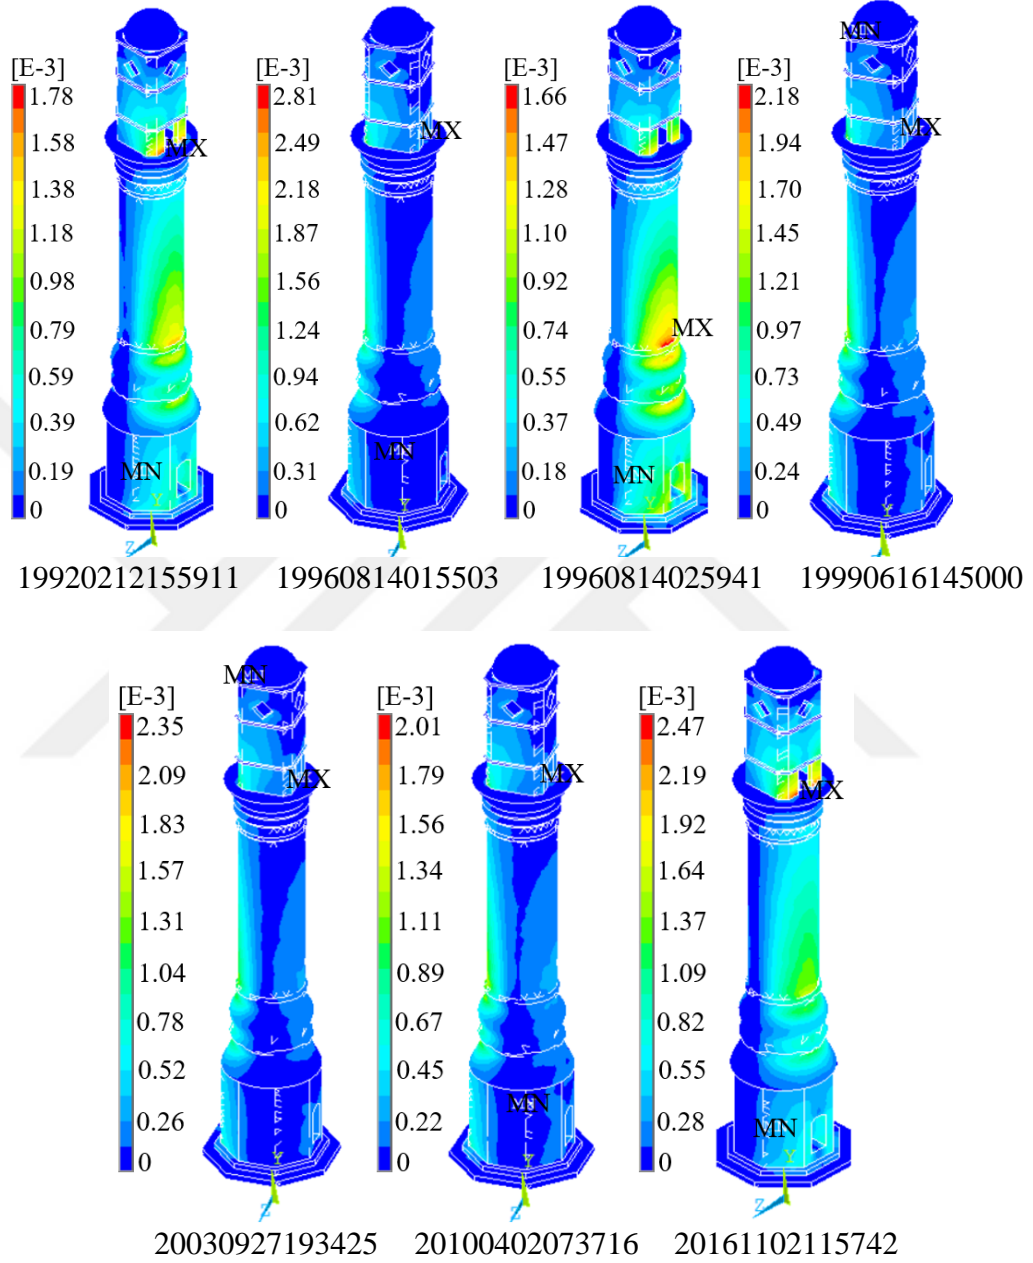 [E-3] [E-3] [E-3] [E-3]
1.78 2.81 1.66 2.18
1.58 2.49 1.47 1.94
1.38 2.18 1.28 1.70
1.18 1.87 1.10 1.45
0.98 1.56 0.92 1.21
0.79 1.24 0.74 0.97
0.59 0.94 0.55 0.73
0.39 0.62 0.37 0.49
0.19 0.31 0.18 0.24
0 0 0 0
MX MX MX MX
MN MN MN MN
Y Y Y Y
Z Z Z Z
19920212155911 19960814015503 19960814025941 19990616145000
[E-3] [E-3] [E-3]
2.35 2.01 2.47
2.09 1.79 2.19
1.83 1.56 1.92
1.57 1.34 1.64
1.31 1.11 1.37
1.04 0.89 1.09
0.78 0.67 0.82
0.52 0.45 0.55
0.26 0.22 0.28
0 0 0
MX MX MX
MN MN MN
Y Y Y
Z Z Z
20030927193425 20100402073716 20161102115742